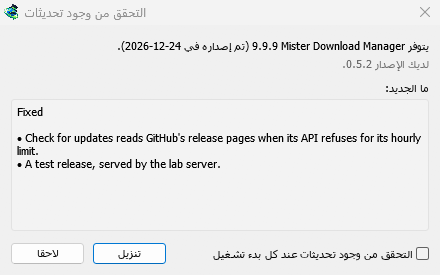 التحقق من وجود تحديثات
يتوفر Mister Download Manager 9.9.9 (تم إصداره في 24-12-2026).
لديك الإصدار 0.5.2.
ما الجديد:
Fixed
• Check for updates reads GitHub's release pages when its API refuses for its hourly
limit.
• A test release, served by the lab server.
التحقق من وجود تحديثات عند كل بدء تشغيل
تنزيل
لاحقا